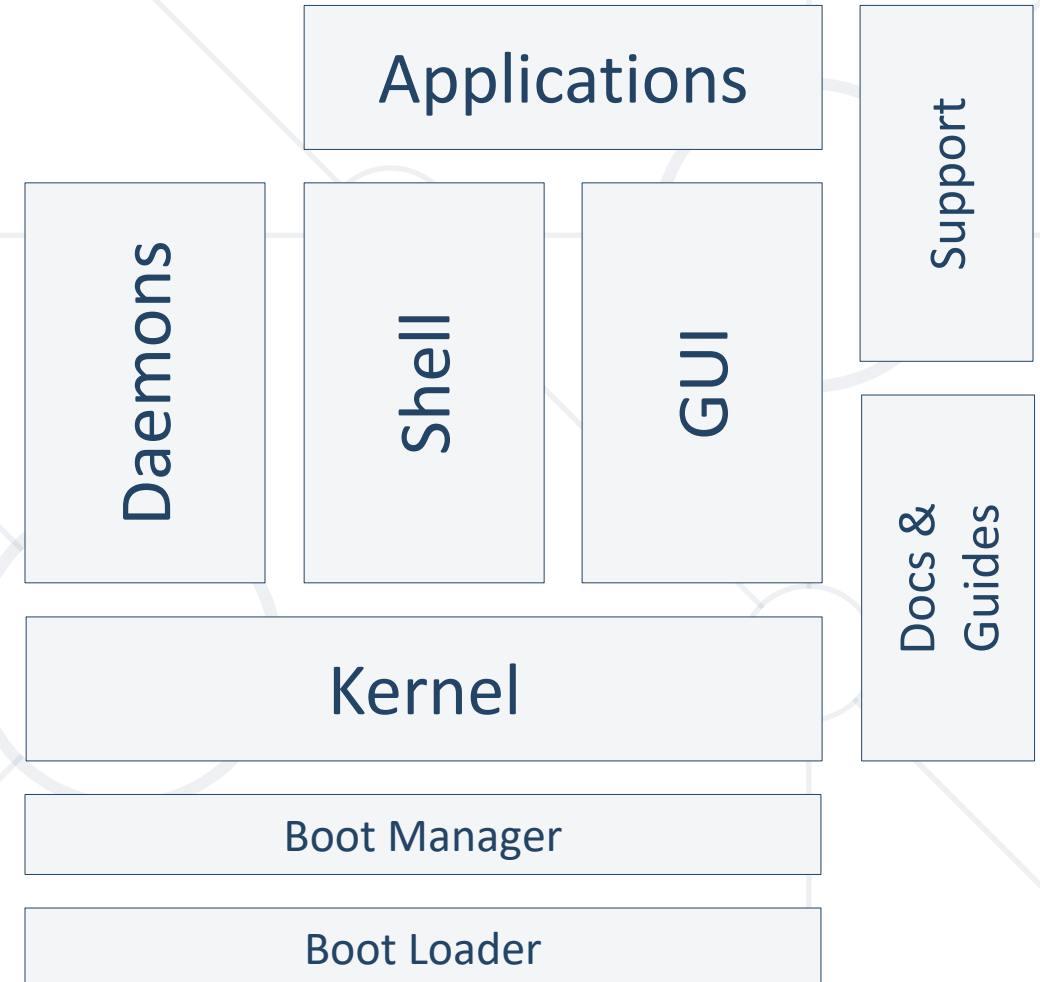 Applications
Support
Daemons
Shell
GUI
Docs &
Guides
Kernel
Boot Manager
Boot Loader